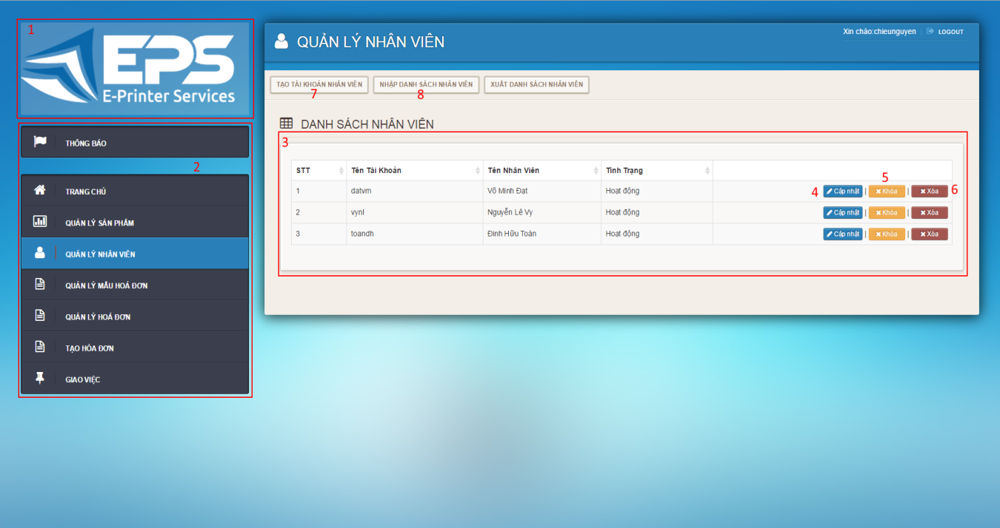 1
EPS
E-Printer Services
THÔNG BÁO
2
TRANG CHỦ
QUẢN LÝ SẢN PHẨM
QUẢN LÝ NHÂN VIÊN
QUẢN LÝ MẪU HOÁ ĐƠN
QUẢN LÝ HOÁ ĐƠN
TẠO HÓA ĐƠN
GIAO VIỆC
QUẢN LÝ NHÂN VIÊN
Xin chào:chieunguyen LOGOUT
TẠO TÀI KHOẢN NHÂN VIÊN NHẬP DANH SÁCH NHÂN VIÊN XUẤT DANH SÁCH NHÂN VIÊN
7 8
DANH SÁCH NHÂN VIÊN
3
STT Tên Tài Khoản Tên Nhân Viên Tình Trạng
5
1 datvm Võ Minh Đạt Hoạt động 4 Cập nhật | Khóa | Xóa 6
2 vynl Nguyễn Lê Vy Hoạt động Cập nhật | Khóa | Xóa
3 toandh Đinh Hữu Toàn Hoạt động Cập nhật | Khóa | Xóa